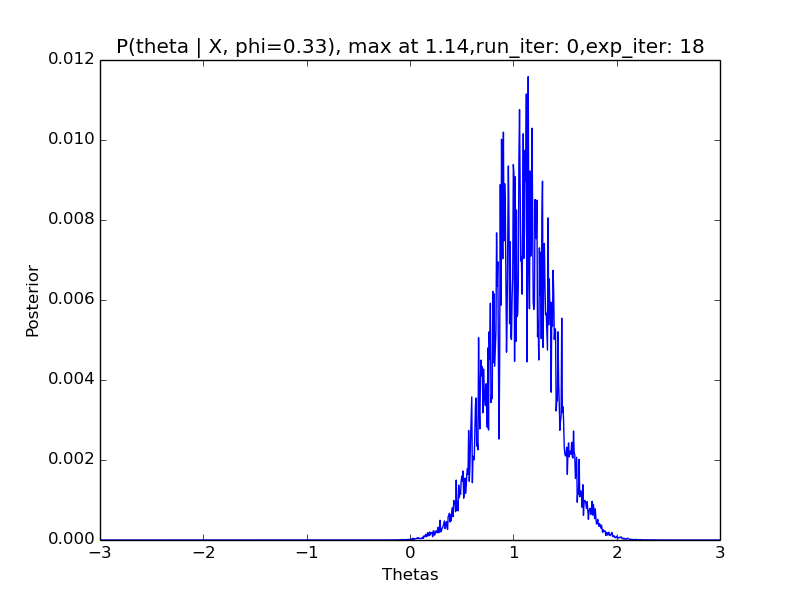 P(theta | X, phi=0.33), max at 1.14,run_iter: 0,exp_iter: 18
0.012
0.010
0.008
0.006
0.004
0.002
0.000
Posterior
−3 −2 −1 0 1 2 3
Thetas